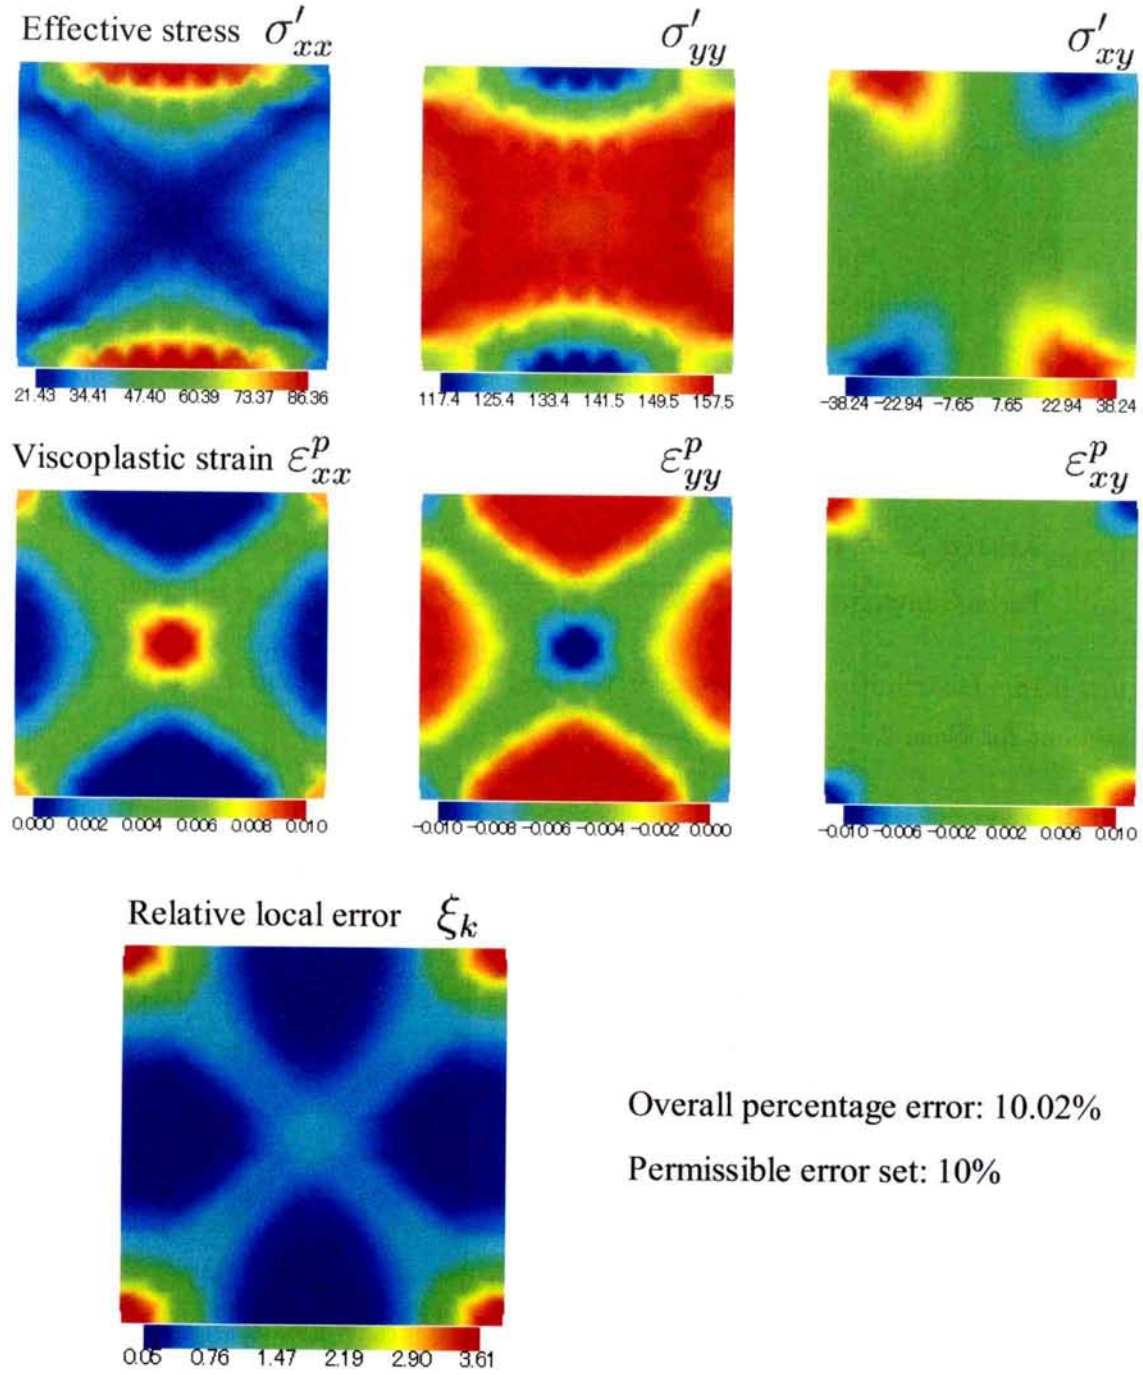 Effective stress σ′xx σ′yy σ′xy
21.43 34.41 47.40 60.39 73.37 86.36
117.4 125.4 133.4 141.5 149.5 157.5
-38.24 -22.94 -7.65 7.65 22.94 38.24
Viscoplastic strain ε^p_xx ε^p_yy ε^p_xy
0.000 0.002 0.004 0.006 0.008 0.010
-0.010 -0.008 -0.006 -0.004 -0.002 0.000
-0.010 -0.006 -0.002 0.002 0.006 0.010
Relative local error ξk
0.05 0.76 1.47 2.19 2.90 3.61
Overall percentage error: 10.02%
Permissible error set: 10%